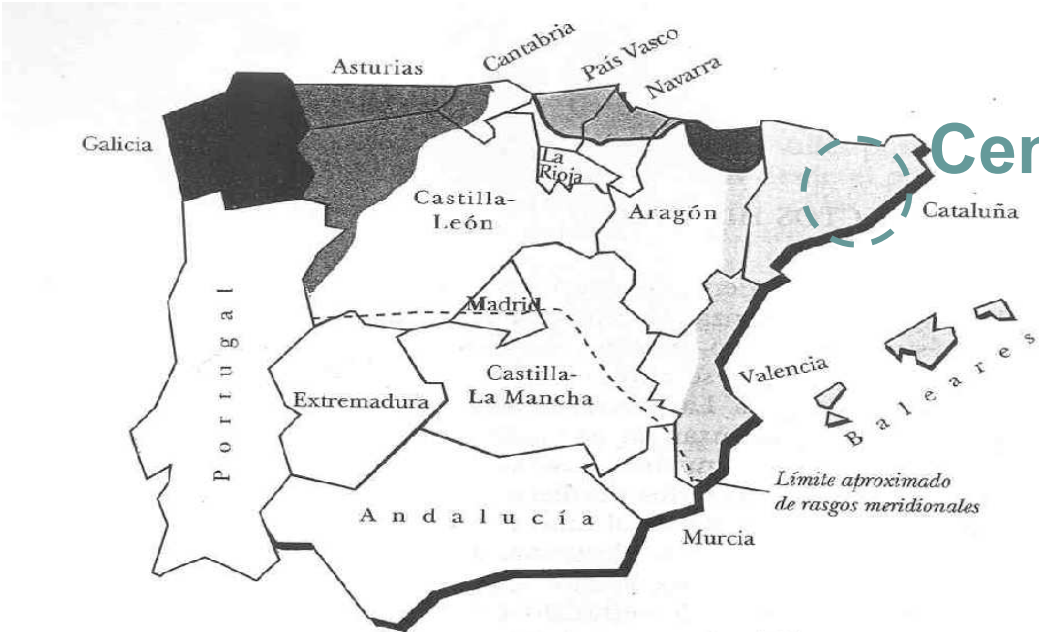 Asturias
Cantabria
País Vasco
Navarra
Galicia
La
Rioja
Castilla-
León
Aragón
Cer
Cataluña
Madrid
Portugal
Castilla-
La Mancha
Extremadura
Valencia
Baleares
Límite aproximado
de rasgos meridionales
Andalucía
Murcia